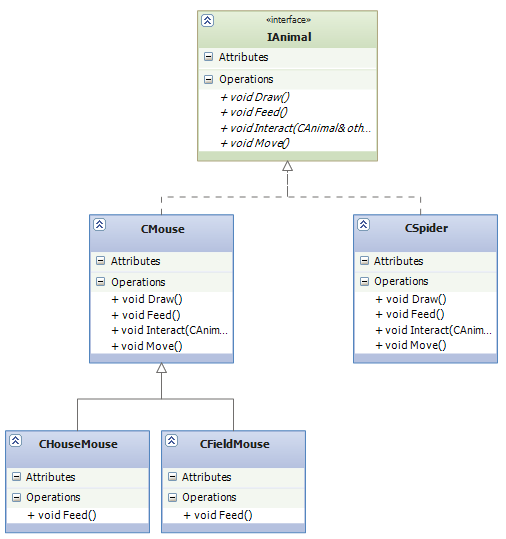 «interface»
IAnimal
Attributes
Operations
+ void Draw()
+ void Feed()
+ void Interact(CAnimal& oth...
+ void Move()
CMouse
Attributes
Operations
+ void Draw()
+ void Feed()
+ void Interact(CAnim...
+ void Move()
CSpider
Attributes
Operations
+ void Draw()
+ void Feed()
+ void Interact(CAnim...
+ void Move()
CHouseMouse
Attributes
Operations
+ void Feed()
CFieldMouse
Attributes
Operations
+ void Feed()